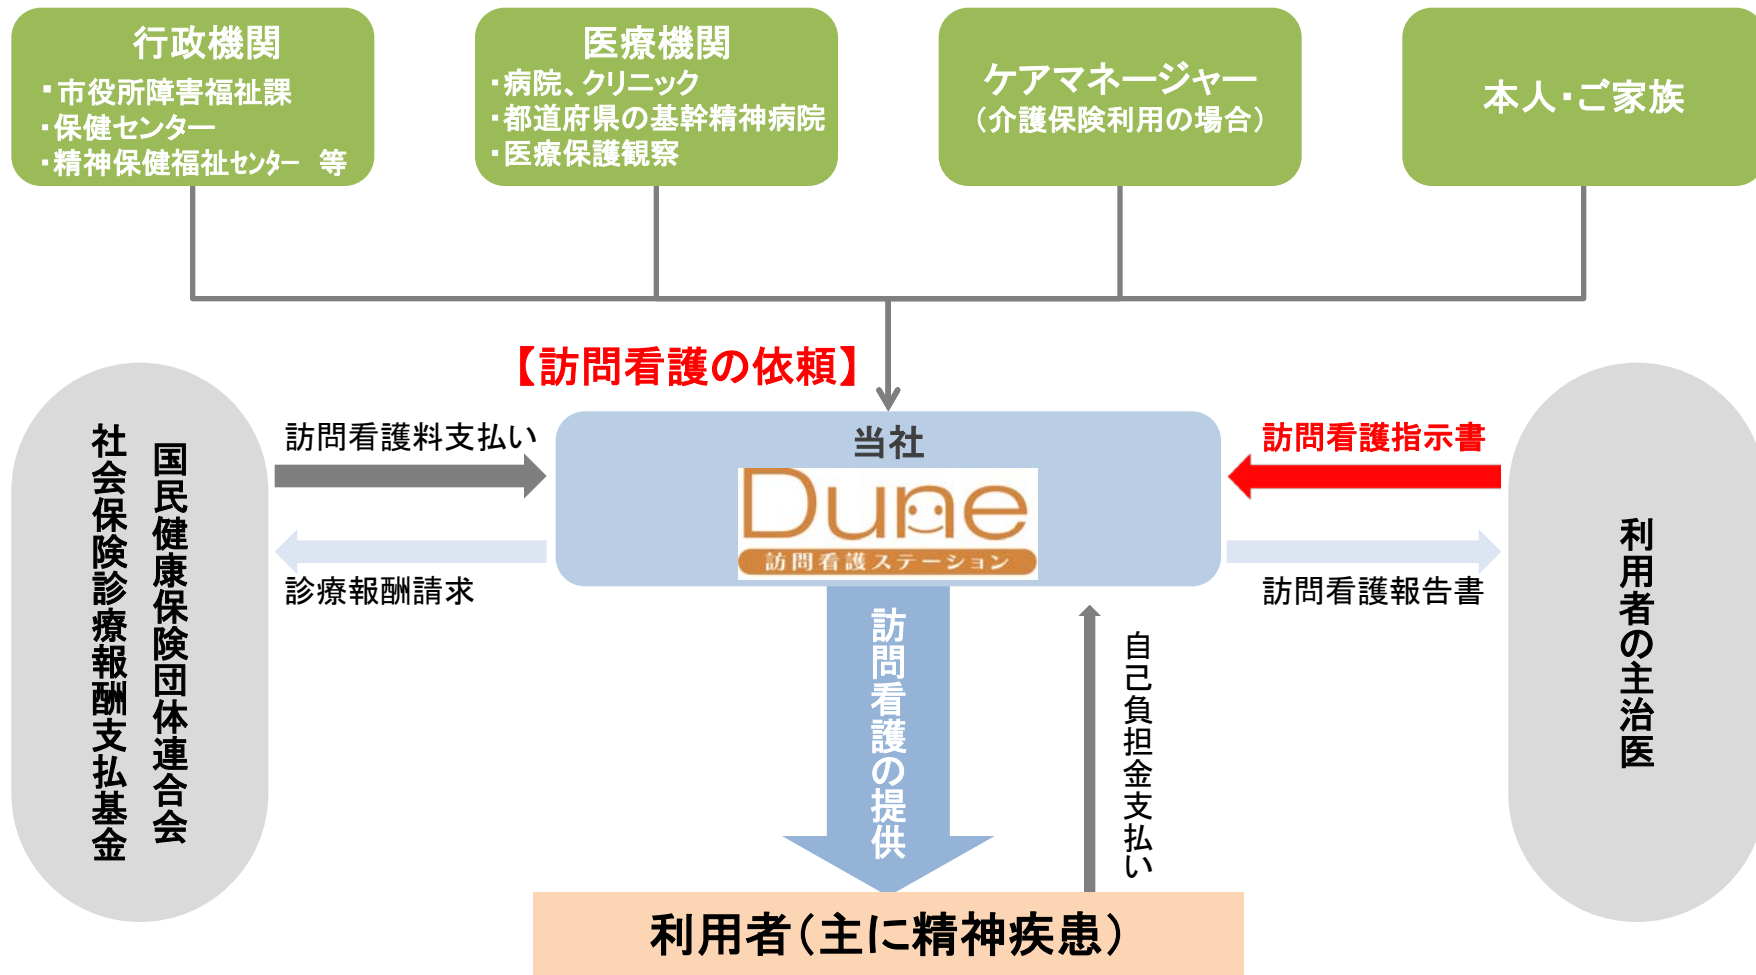 行政機関
・市役所障害福祉課
・保健センター
・精神保健福祉センター 等
医療機関
・病院、クリニック
・都道府県の基幹精神病院
・医療保護観察
ケアマネージャー
（介護保険利用の場合）
本人・ご家族
【訪問看護の依頼】
国民健康保険団体連合会
社会保険診療報酬支払基金
訪問看護料支払い
診療報酬請求
当社
Dune
訪問看護ステーション
訪問看護指示書
訪問看護報告書
利用者の主治医
訪問看護の提供
自己負担金支払い
利用者（主に精神疾患）